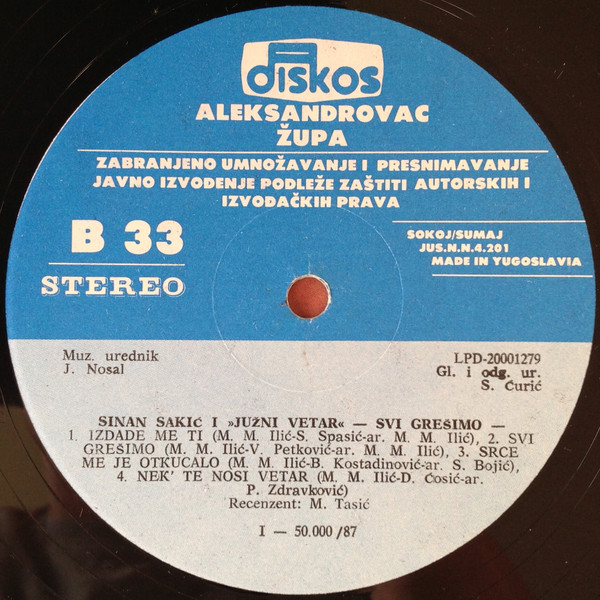 diskos
ALEKSANDROVAC
ŽUPA
ZABRANJENO UMNOŽAVANJE I PRESNIMAVANJE
JAVNO IZVOĐENJE PODLEŽE ZAŠTITI AUTORSKIH I
IZVOĐAČKIH PRAVA
B 33
STEREO
SOKOJ/SUMAJ
JUS.N.N.4.201
MADE IN YUGOSLAVIA
Muz. urednik
J. Nosal
LPD-20001279
Gl. i odg. ur.
S. Ćurić
SINAN SAKIĆ I »JUŽNI VETAR« — SVI GREŠIMO —
1. IZDADE ME TI (M. M. Ilić-S. Spasić-ar. M. M. Ilić), 2. SVI
GREŠIMO (M. M. Ilić-V. Petković-ar. M. M. Ilić), 3. SRCE
ME JE OTKUCALO (M. M. Ilić-B. Kostadinović-ar. S. Bojić),
4. NEK' TE NOSI VETAR (M. M. Ilić-D. Ćosić-ar.
P. Zdravković)
Recenzent: M. Tasić
I — 50.000 /87